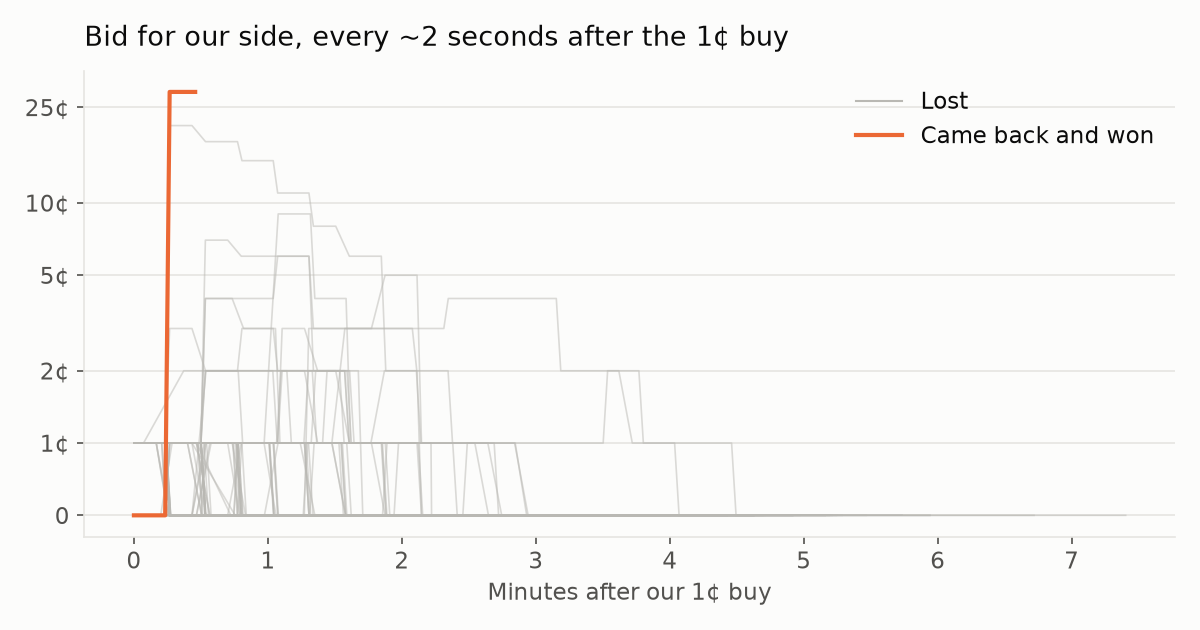 Bid for our side, every ~2 seconds after the 1¢ buy
Lost
Came back and won
25¢
10¢
5¢
2¢
1¢
0
0 1 2 3 4 5 6 7
Minutes after our 1¢ buy